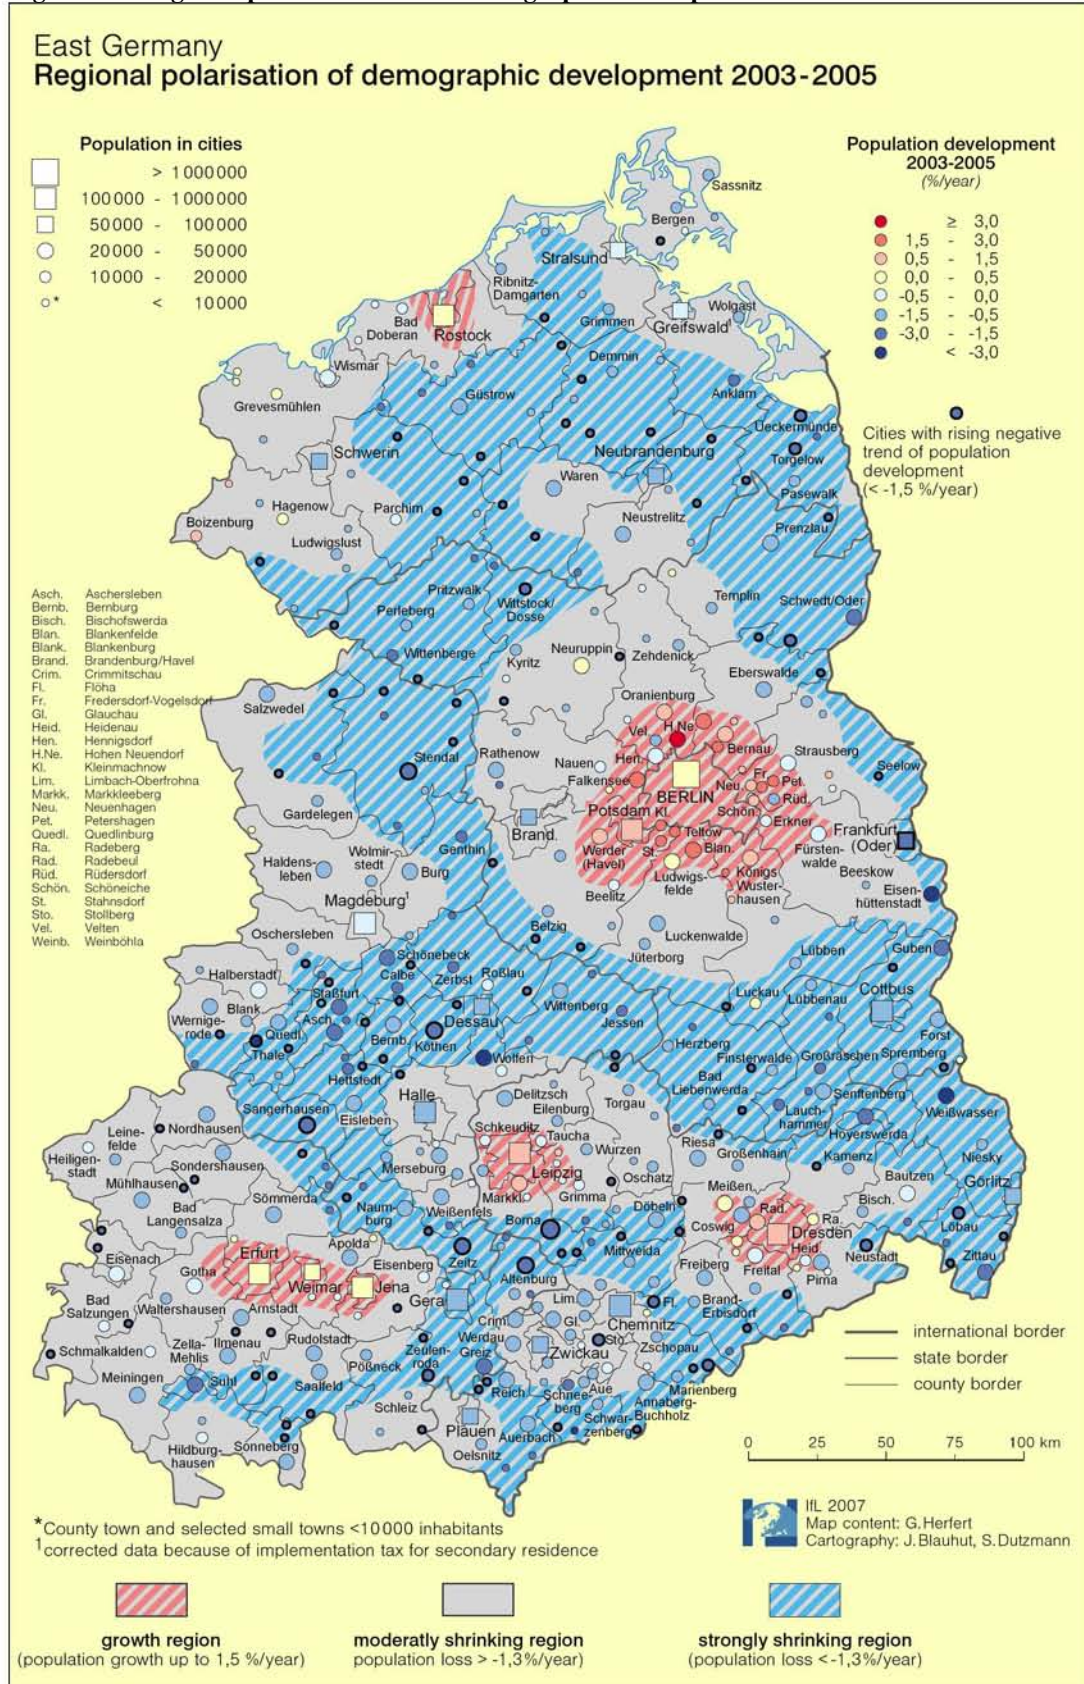 East Germany
Regional polarisation of demographic development 2003-2005
Population in cities
> 1000000
100000 - 1000000
50000 - 100000
20000 - 50000
10000 - 20000
* < 10000
Population development
2003-2005
(%/year)
≥ 3,0
1,5 - 3,0
0,5 - 1,5
0,0 - 0,5
-0,5 - 0,0
-1,5 - -0,5
-3,0 - -1,5
< -3,0
Cities with rising negative
trend of population
development
(< -1,5 %/year)
Sassnitz
Bergen
Stralsund
Ribnitz-
Damgarten
Grimmen
Greifswald¹
Wolgast
Bad
Doberan
Rostock
Wismar
Demmin
Grevesmühlen
Güstrow
Anklam
Ueckermünde
Schwerin
Neubrandenburg
Torgelow
Waren
Pasewalk
Hagenow
Parchim
Neustrelitz
Prenzlau
Boizenburg
Ludwigslust
Asch. Aschersleben
Bernb. Bernburg
Bisch. Bischofswerda
Blan. Blankenfelde
Blank. Blankenburg
Brand. Brandenburg/Havel
Crim. Crimmitschau
Fl. Flöha
Fr. Fredersdorf-Vogelsdorf
Gl. Glauchau
Heid. Heidenau
Hen. Hennigsdorf
H.Ne. Hohen Neuendorf
Kl. Kleinmachnow
Lim. Limbach-Oberfrohna
Markk. Markkleeberg
Neu. Neuenhagen
Pet. Petershagen
Quedl. Quedlinburg
Ra. Radeberg
Rad. Radebeul
Rüd. Rüdersdorf
Schön. Schöneiche
St. Stahnsdorf
Sto. Stollberg
Vel. Velten
Weinb. Weinböhla
Pritzwalk
Perleberg
Wittstock/
Dosse
Templin
Schwedt/Oder
Wittenberge
Kyritz
Neuruppin
Zehdenick
Eberswalde
Salzwedel
Oranienburg
Vel.
H.Ne.
Bernau
Stendal
Rathenow
Nauen
Hen.
Strausberg
Seelow
Falkensee
Fr.
Neu.
Pet.
BERLIN
Rüd.
Gardelegen
Brand.
Potsdam
Kl.
Schön.
Erkner
Frankfurt
(Oder)
Genthin
Teltow
Werder
(Havel)
St.
Blan.
Fürsten-
walde
Haldens-
leben
Wolmir-
stedt
Burg
Ludwigs-
felde
Königs
Wuster-
hausen
Beeskow
Eisen-
hüttenstadt
Magdeburg¹
Beelitz
Belzig
Luckenwalde
Oschersleben
Jüterborg
Lübben
Guben
Schönebeck
Halberstadt
Calbe
Zerbst
Roßlau
Staßfurt
Wittenberg
Luckau
Lübbenau
Cottbus
Blank.
Wernige-
rode
Quedl.
Asch.
Bernb.
Dessau
Jessen
Forst
Thale
Köthen
Herzberg
Finsterwalde
Großräschen
Spremberg
Wolfen
Hettstedt
Bad
Liebenwerda
Senftenberg
Halle
Delitzsch
Eilenburg
Torgau
Lauch-
hammer
Weißwasser
Sangerhausen
Eisleben
Hoyerswerda
Leine-
felde
Nordhausen
Schkeuditz
Taucha
Riesa
Heiligen-
stadt
Sondershausen
Merseburg
Wurzen
Großenhain
Kamenz
Niesky
Mühlhausen
Leipzig
Oschatz
Bautzen
Görlitz
Markkl.
Grimma
Meißen
Bisch.
Bad
Langensalza
Sömmerda
Naum-
burg
Weißenfels
Döbeln
Rad.
Ra.
Löbau
Borna
Coswig
Dresden
Mittweida
Heid.
Neustadt
Zittau
Eisenach
Erfurt
Apolda
Zeitz
Gotha
Weimar
Jena
Eisenberg
Altenburg
Freiberg
Freital
Pirna
Gera
Bad
Salzungen
Waltershausen
Arnstadt
Lim.
Fl.
Brand-
Erbisdorf
Chemnitz
Crim.
Gl.
Zella-
Mehlis
Ilmenau
Rudolstadt
Werdau
Sto.
Schmalkalden
Zeulen-
roda
Greiz
Zwickau
Zschopau
Meiningen
Pößneck
Suhl
Saalfeld
Reich.
Schnee-
berg
Aue
Marienberg
Annaberg-
Buchholz
Schleiz
Schwar-
zenberg
Plauen
Auerbach
Hildburg-
hausen
Sonneberg
Oelsnitz
international border
state border
county border
0 25 50 75 100 km
IfL 2007
Map content: G.Herfert
Cartography: J.Blauhut, S.Dutzmann
*County town and selected small towns <10000 inhabitants
¹corrected data because of implementation tax for secondary residence
growth region
(population growth up to 1,5 %/year)
moderatly shrinking region
population loss > -1,3%/year)
strongly shrinking region
(population loss <-1,3%/year)